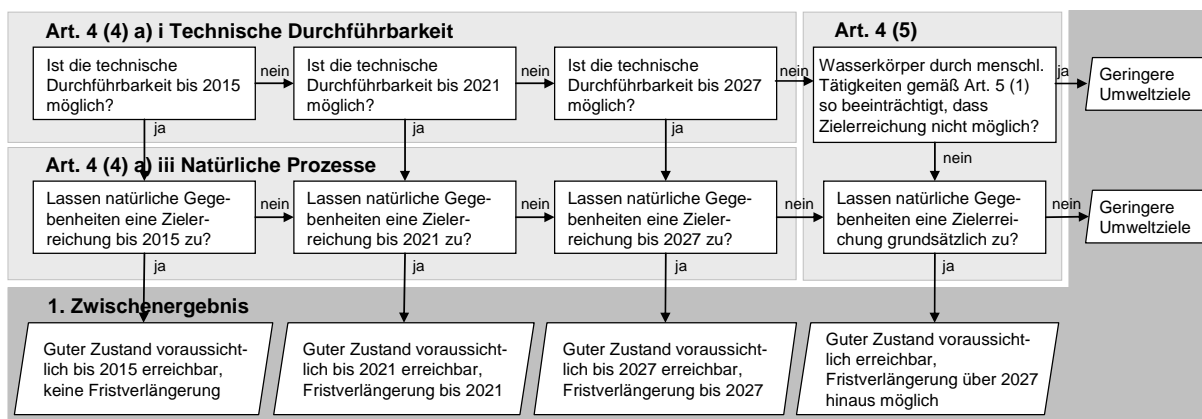 Art. 4 (4) a) i Technische Durchführbarkeit
Ist die technische
Durchführbarkeit bis 2015
möglich?
nein
ja
Ist die technische
Durchführbarkeit bis 2021
möglich?
nein
ja
Ist die technische
Durchführbarkeit bis 2027
möglich?
nein
ja
Art. 4 (5)
Wasserkörper durch menschl.
Tätigkeiten gemäß Art. 5 (1)
so beeinträchtigt, dass
Zielerreichung nicht möglich?
ja
nein
Geringere
Umweltziele
Art. 4 (4) a) iii Natürliche Prozesse
Lassen natürliche Gege-
benheiten eine Zieler-
reichung bis 2015 zu?
nein
ja
Lassen natürliche Gege-
benheiten eine Zieler-
reichung bis 2021 zu?
nein
ja
Lassen natürliche Gege-
benheiten eine Zieler-
reichung bis 2027 zu?
nein
ja
Lassen natürliche Gege-
benheiten eine Zielerrei-
chung grundsätzlich zu?
nein
ja
Geringere
Umweltziele
1. Zwischenergebnis
Guter Zustand voraussicht-
lich bis 2015 erreichbar,
keine Fristverlängerung
Guter Zustand voraussicht-
lich bis 2021 erreichbar,
Fristverlängerung bis 2021
Guter Zustand voraussicht-
lich bis 2027 erreichbar,
Fristverlängerung bis 2027
Guter Zustand voraussicht-
lich erreichbar,
Fristverlängerung über 2027
hinaus möglich